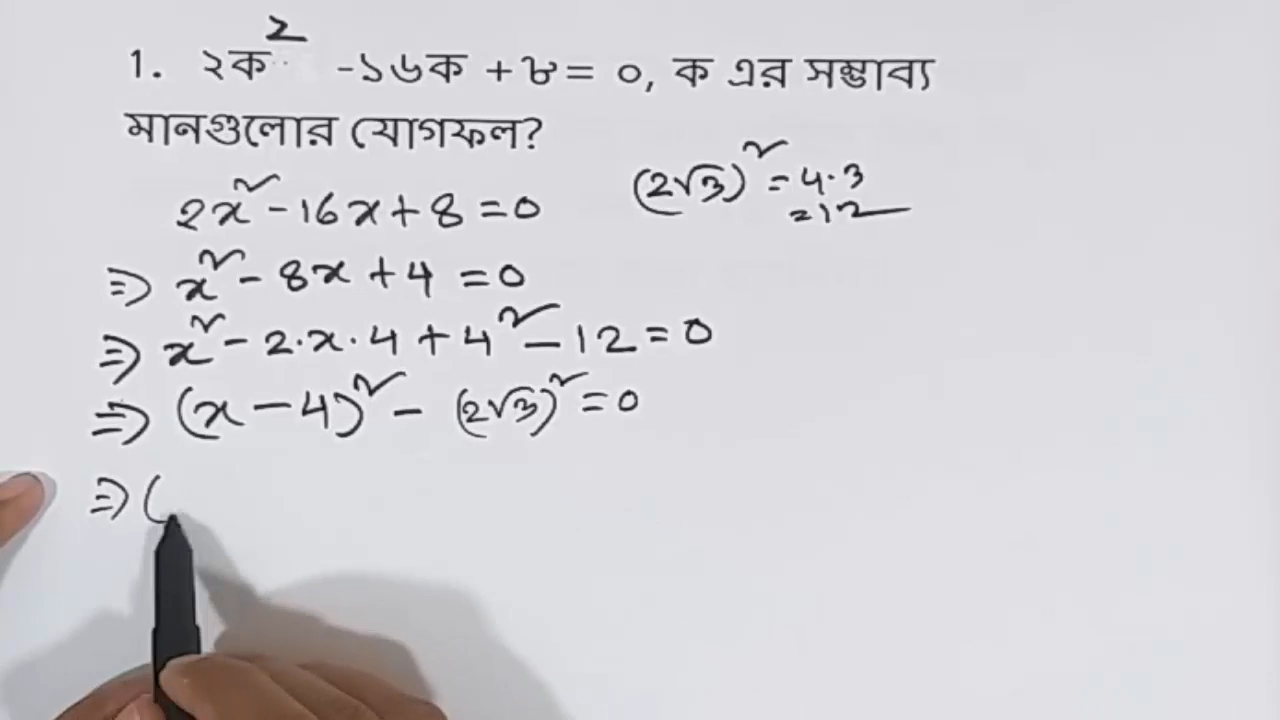 1. ২ক² -১৬ক +৮= ০, ক এর সম্ভাব্য
মানগুলোর যোগফল?
2x² - 16x + 8 = 0
(2√3)² = 4·3
= 12
⇒ x² - 8x + 4 = 0
⇒ x² - 2·x·4 + 4² - 12 = 0
⇒ (x - 4)² - (2√3)² = 0
⇒ (